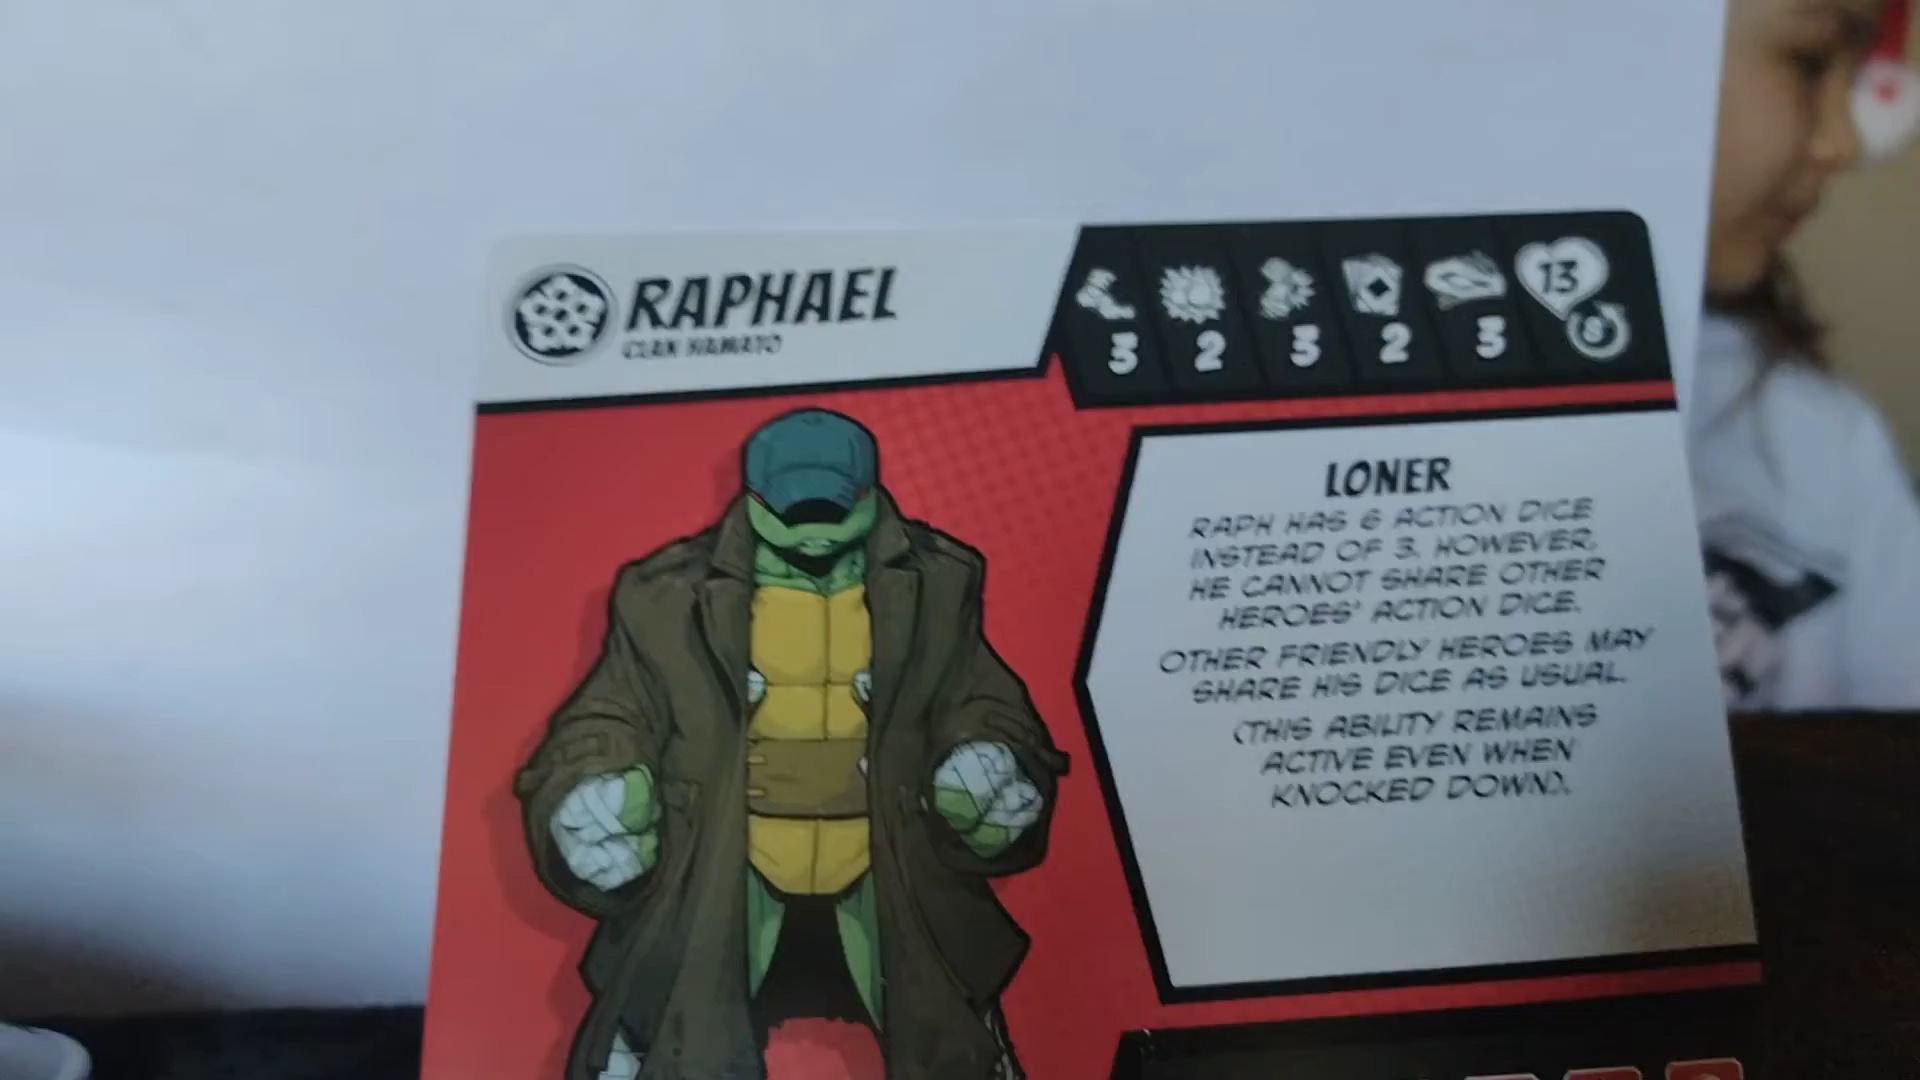 RAPHAEL
CLAN HAMATO
3 2 3 2 3
13
8
LONER
RAPH HAS 6 ACTION DICE
INSTEAD OF 3. HOWEVER,
HE CANNOT SHARE OTHER
HEROES' ACTION DICE.
OTHER FRIENDLY HEROES MAY
SHARE HIS DICE AS USUAL.
(THIS ABILITY REMAINS
ACTIVE EVEN WHEN
KNOCKED DOWN).